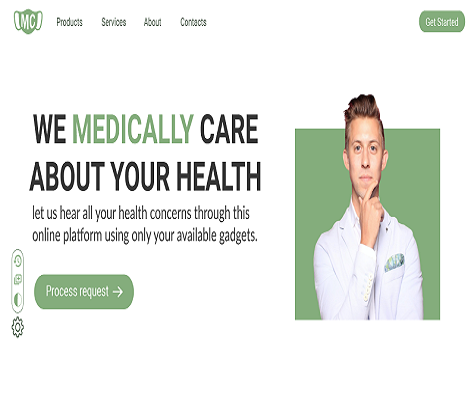 MC
Products Services About Contacts
Get Started
WE MEDICALLY CARE
ABOUT YOUR HEALTH
let us hear all your health concerns through this
online platform using only your available gadgets.
Process request